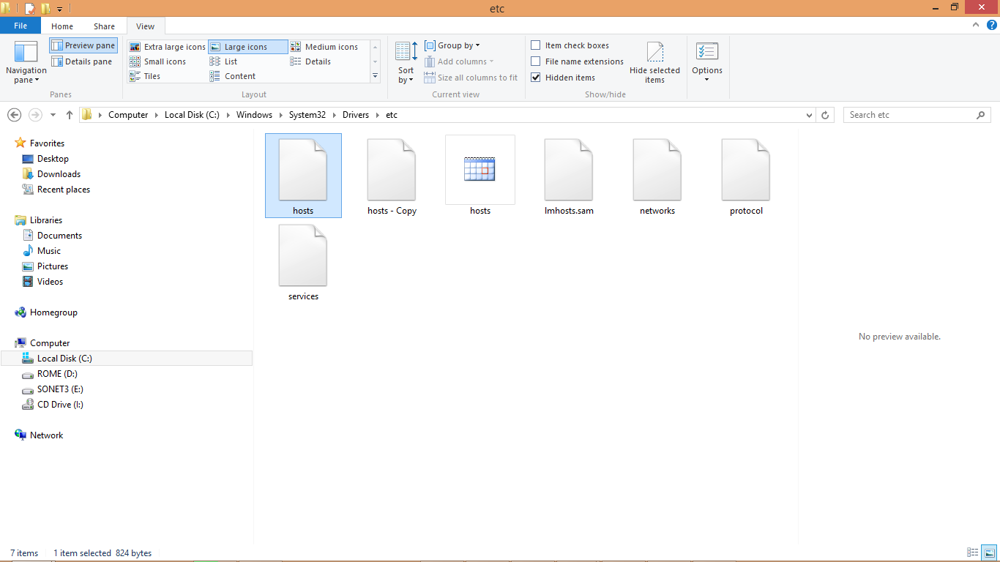 etc
File Home Share View
Navigation pane
Preview pane
Details pane
Panes
Extra large icons Large icons Medium icons
Small icons List Details
Tiles Content
Layout
Sort by
Group by
Add columns
Size all columns to fit
Current view
Item check boxes
File name extensions
Hidden items
Hide selected items
Show/hide
Options
Computer Local Disk (C:) Windows System32 Drivers etc
Search etc
Favorites
Desktop
Downloads
Recent places
Libraries
Documents
Music
Pictures
Videos
Homegroup
Computer
Local Disk (C:)
ROME (D:)
SONET3 (E:)
CD Drive (I:)
Network
hosts
hosts - Copy
hosts
lmhosts.sam
networks
protocol
services
No preview available.
7 items 1 item selected 824 bytes